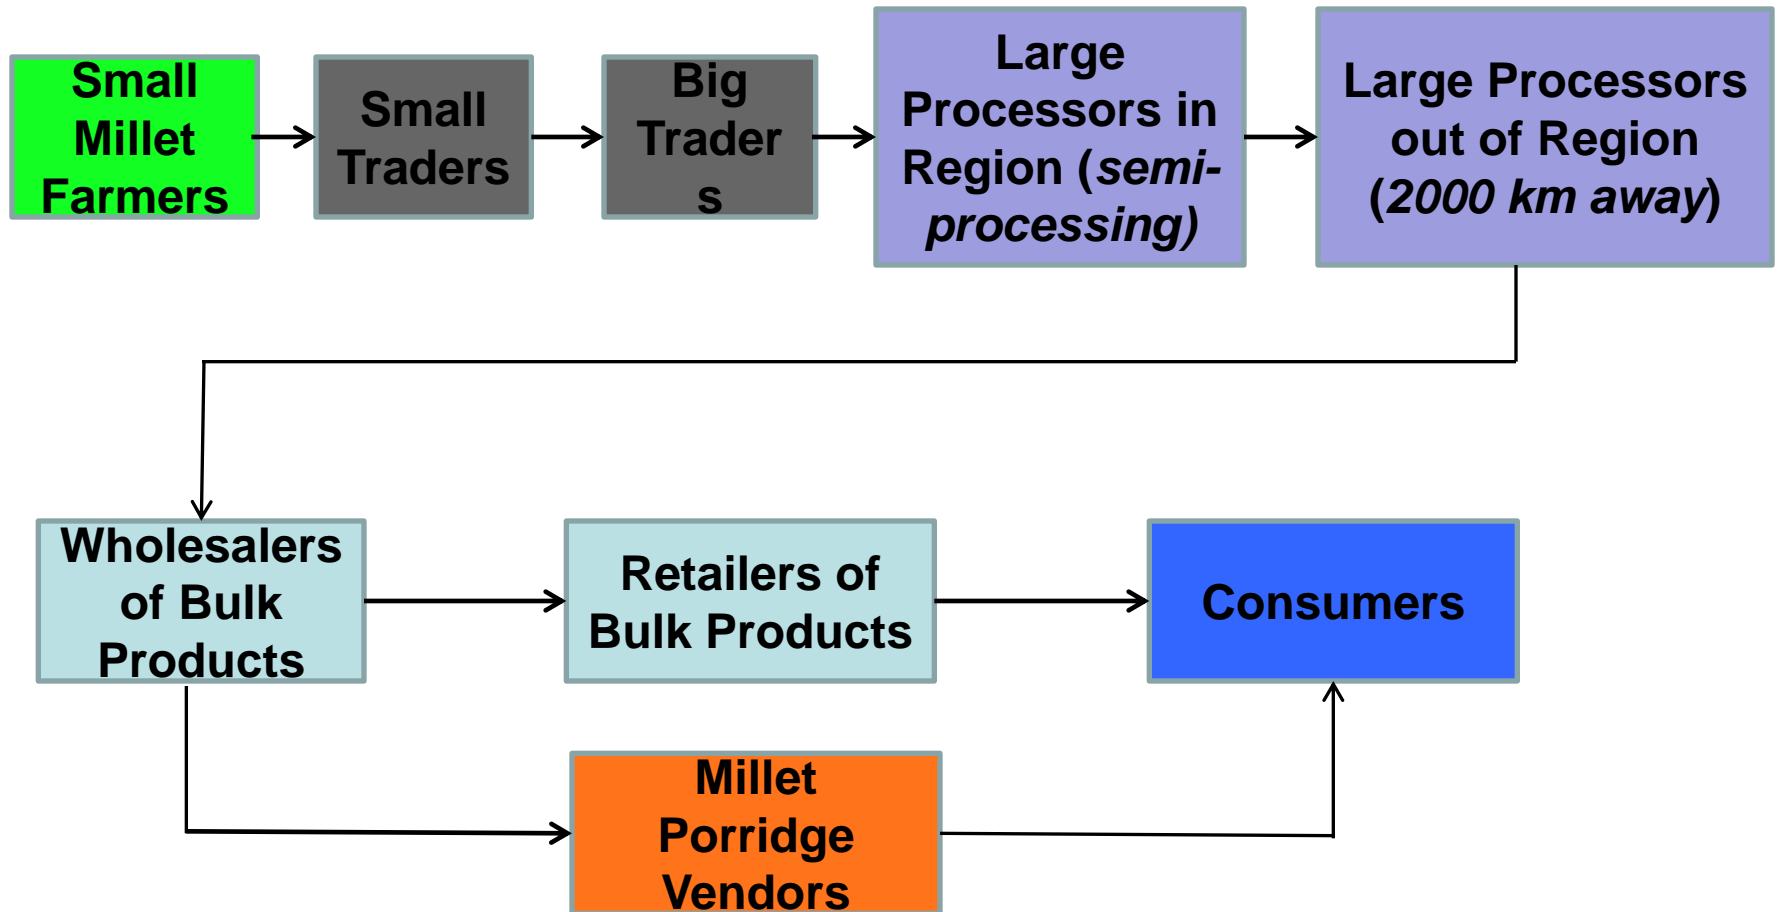 Small
Millet
Farmers
Small
Traders
Big
Trader
s
Large
Processors in
Region (semi-
processing)
Large Processors
out of Region
(2000 km away)
Wholesalers
of Bulk
Products
Retailers of
Bulk Products
Consumers
Millet
Porridge
Vendors